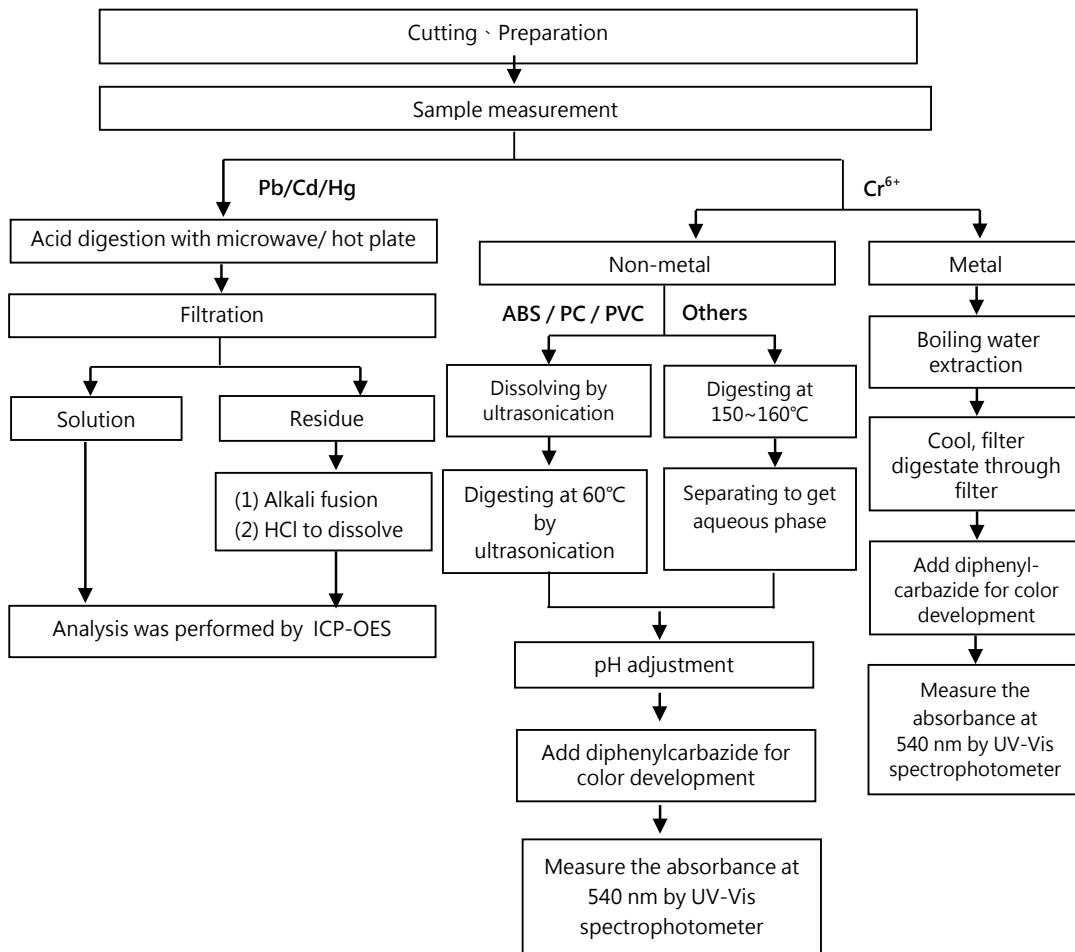 Cutting、Preparation
Sample measurement
Pb/Cd/Hg
Cr⁶⁺
Acid digestion with microwave/ hot plate
Filtration
Solution
Residue
(1) Alkali fusion
(2) HCl to dissolve
Analysis was performed by ICP-OES
Non-metal
ABS / PC / PVC
Others
Dissolving by
ultrasonication
Digesting at
150~160℃
Digesting at 60℃
by
ultrasonication
Separating to get
aqueous phase
pH adjustment
Add diphenylcarbazide for
color development
Measure the absorbance at
540 nm by UV-Vis
spectrophotometer
Metal
Boiling water
extraction
Cool, filter
digestate through
filter
Add diphenyl-
carbazide for color
development
Measure the
absorbance at
540 nm by UV-Vis
spectrophotometer